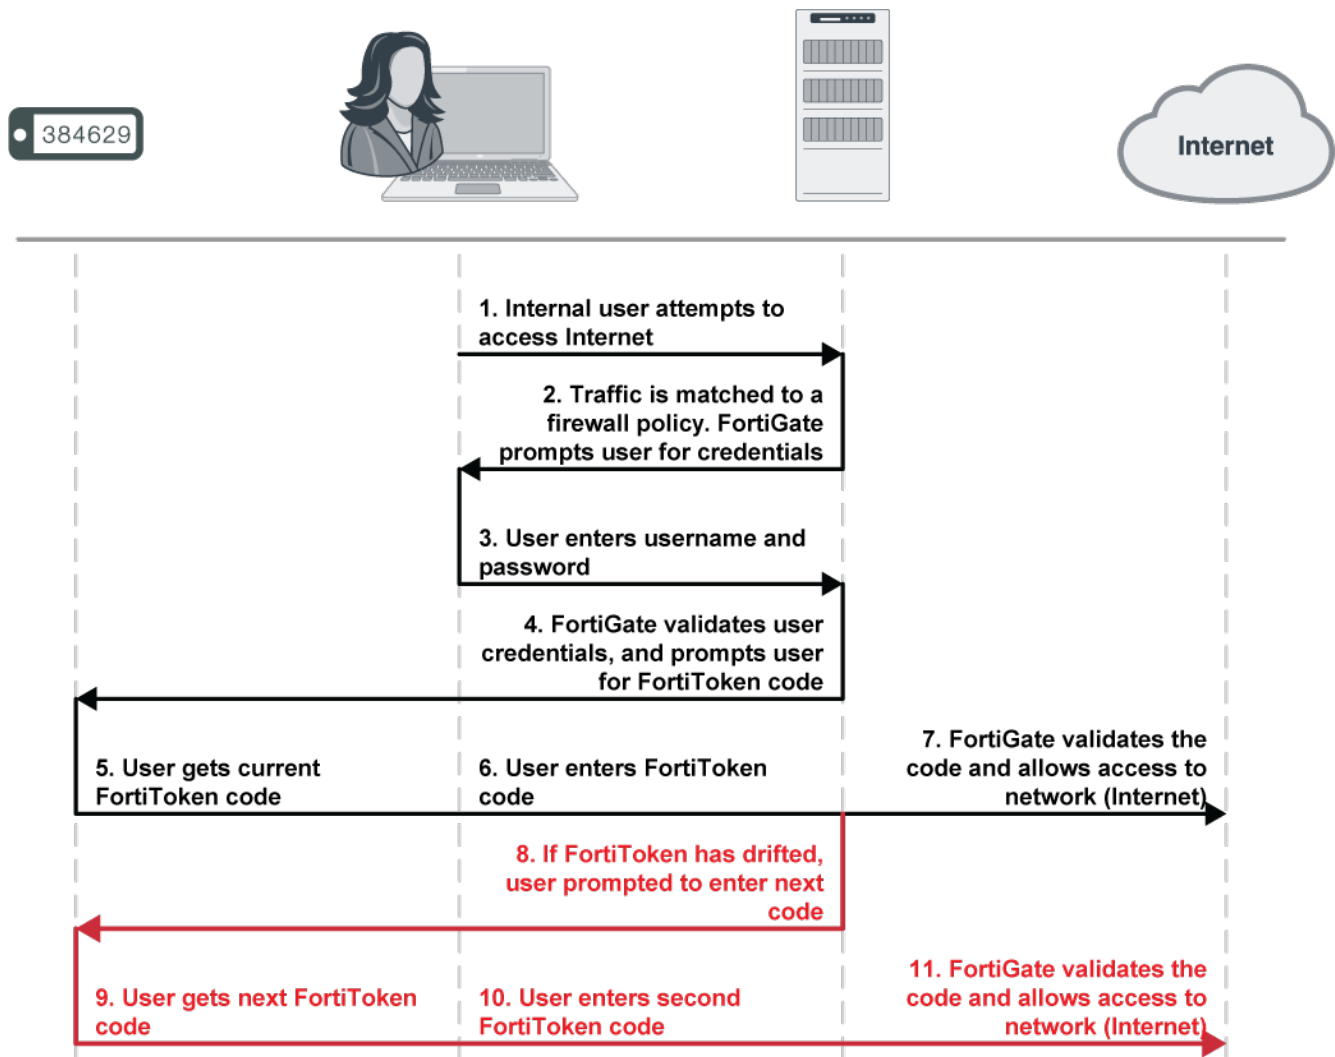 384629
Internet
1. Internal user attempts to
access Internet
2. Traffic is matched to a
firewall policy. FortiGate
prompts user for credentials
3. User enters username and
password
4. FortiGate validates user
credentials, and prompts user
for FortiToken code
5. User gets current
FortiToken code
6. User enters FortiToken
code
7. FortiGate validates the
code and allows access to
network (Internet)
8. If FortiToken has drifted,
user prompted to enter next
code
9. User gets next FortiToken
code
10. User enters second
FortiToken code
11. FortiGate validates the
code and allows access to
network (Internet)